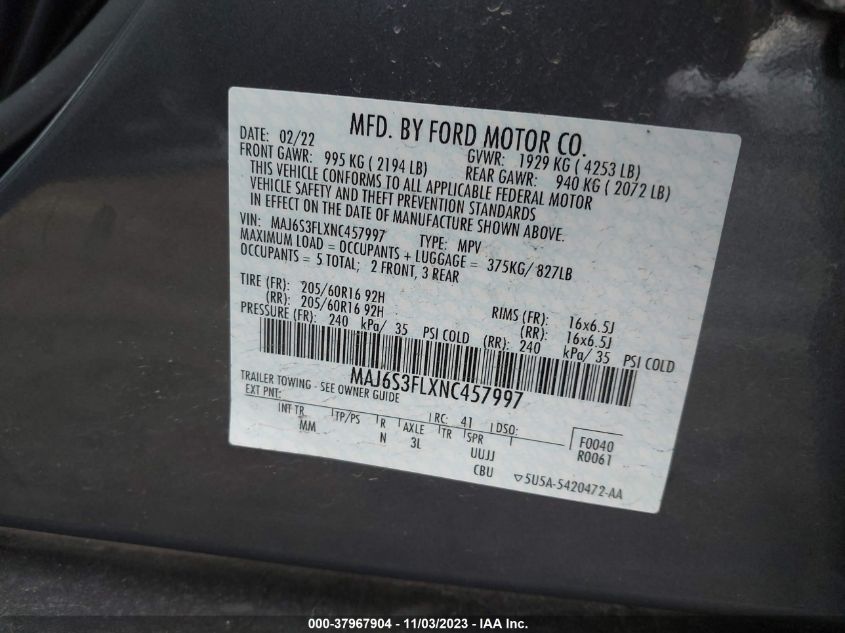 MFD. BY FORD MOTOR CO.
DATE: 02/22 GVWR: 1929 KG ( 4253 LB)
FRONT GAWR: 995 KG ( 2194 LB) REAR GAWR: 940 KG ( 2072 LB)
THIS VEHICLE CONFORMS TO ALL APPLICABLE FEDERAL MOTOR
VEHICLE SAFETY AND THEFT PREVENTION STANDARDS
IN EFFECT ON THE DATE OF MANUFACTURE SHOWN ABOVE.
VIN: MAJ6S3FLXNC457997 TYPE: MPV
MAXIMUM LOAD = OCCUPANTS + LUGGAGE = 375KG/ 827LB
OCCUPANTS = 5 TOTAL; 2 FRONT, 3 REAR
TIRE (FR): 205/60R16 92H RIMS (FR): 16x6.5J
(RR): 205/60R16 92H (RR): 16x6.5J
PRESSURE (FR): 240 kPa/ 35 PSI COLD (RR): 240 kPa/ 35 PSI COLD
MAJ6S3FLXNC457997
TRAILER TOWING - SEE OWNER GUIDE
EXT PNT: RC: 41 DSO:
INT TR TP/PS R AXLE TR SPR F0040
MM N 3L UUJJ R0061
CBU ▽5U5A-5420472-AA
000-37967904 - 11/03/2023 - IAA Inc.